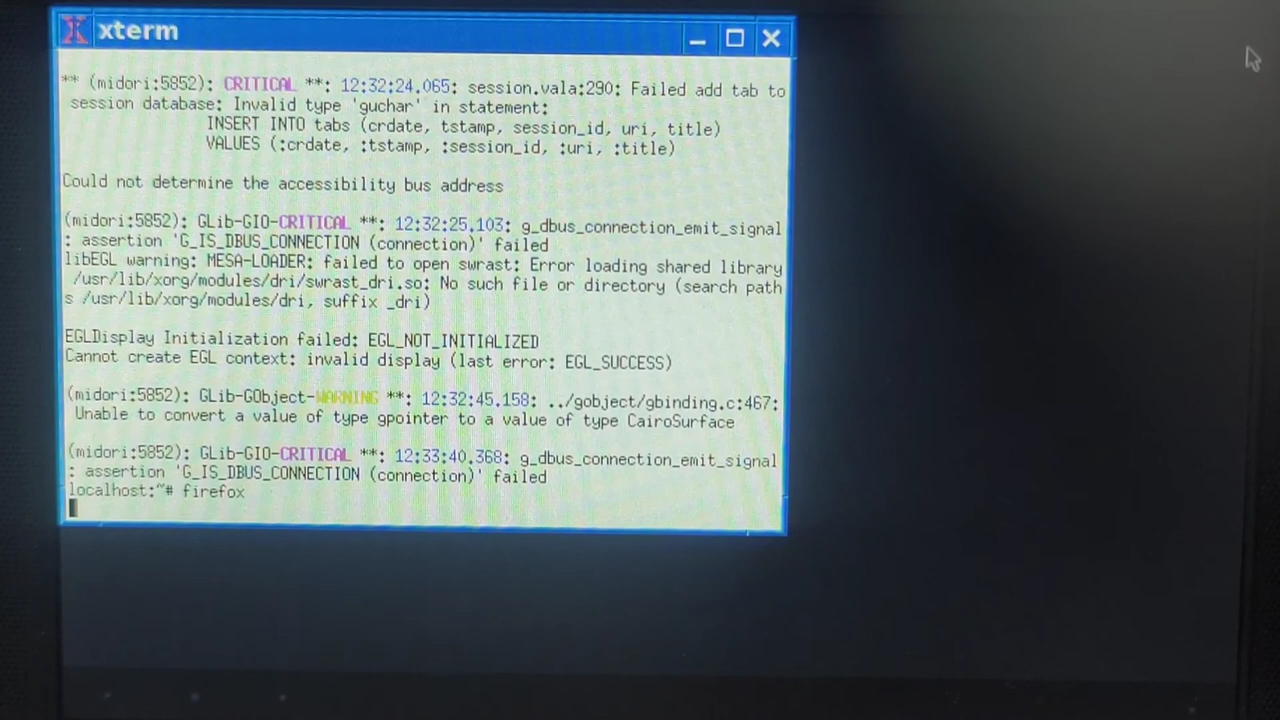 xterm
** (midori:5852): CRITICAL **: 12:32:24.065: session.vala:290: Failed add tab to
session database: Invalid type 'guchar' in statement:
INSERT INTO tabs (crdate, tstamp, session_id, uri, title)
VALUES (:crdate, :tstamp, :session_id, :uri, :title)
Could not determine the accessibility bus address
(midori:5852): GLib-GIO-CRITICAL **: 12:32:25.103: g_dbus_connection_emit_signal
: assertion 'G_IS_DBUS_CONNECTION (connection)' failed
libEGL warning: MESA-LOADER: failed to open swrast: Error loading shared library
/usr/lib/xorg/modules/dri/swrast_dri.so: No such file or directory (search path
s /usr/lib/xorg/modules/dri, suffix _dri)
EGLDisplay Initialization failed: EGL_NOT_INITIALIZED
Cannot create EGL context: invalid display (last error: EGL_SUCCESS)
(midori:5852): GLib-GObject-WARNING **: 12:32:45.158: ../gobject/gbinding.c:467:
Unable to convert a value of type gpointer to a value of type CairoSurface
(midori:5852): GLib-GIO-CRITICAL **: 12:33:40.368: g_dbus_connection_emit_signal
: assertion 'G_IS_DBUS_CONNECTION (connection)' failed
localhost:~# firefox